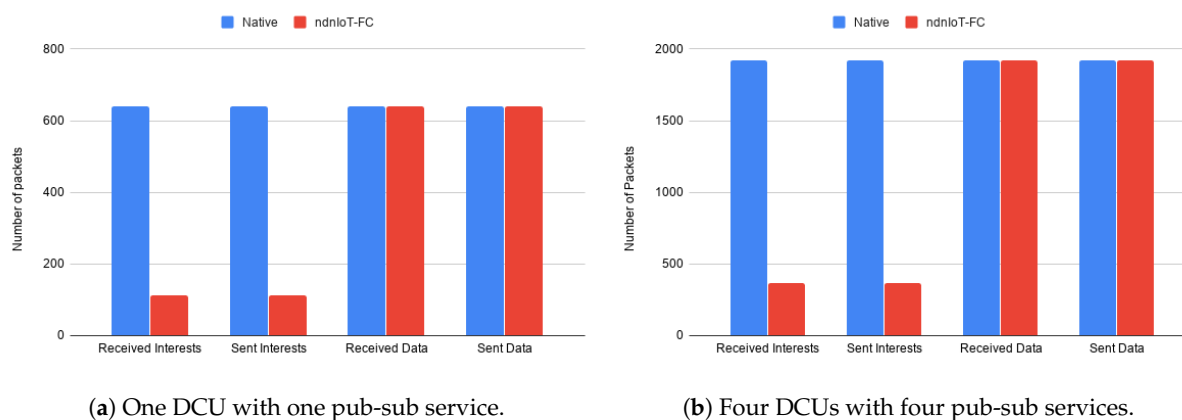 Native ndnIoT-FC
800
600
400
200
0
Number of packets
Received Interests Sent Interests Received Data Sent Data
(a) One DCU with one pub-sub service.
Native ndnIoT-FC
2000
1500
1000
500
0
Number of Packets
Received Interests Sent Interests Received Data Sent Data
(b) Four DCUs with four pub-sub services.